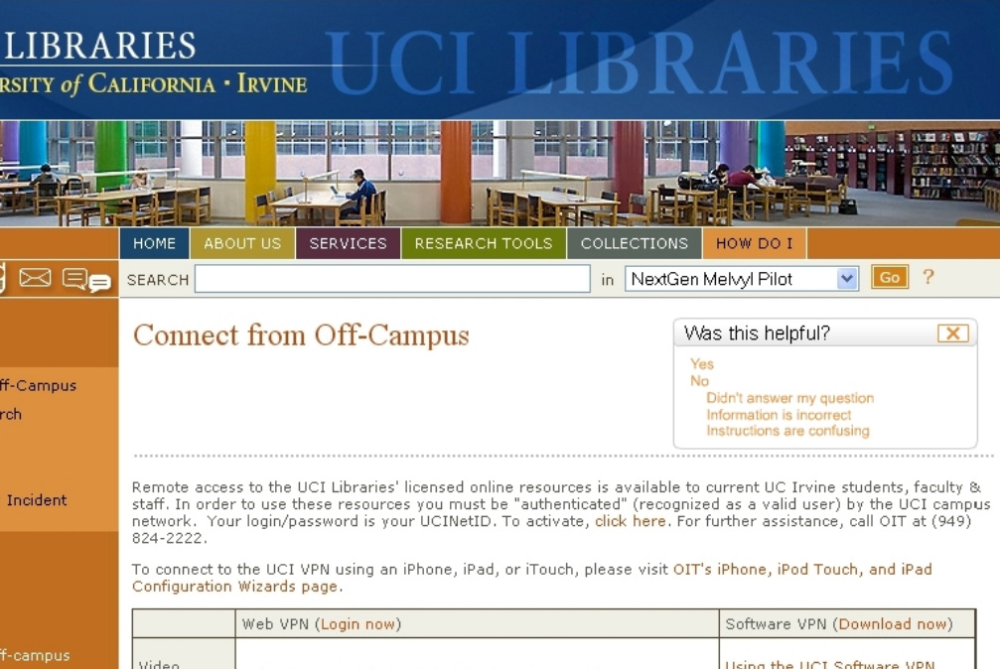 LIBRARIES
UCI LIBRARIES
RSITY of CALIFORNIA · IRVINE
HOME ABOUT US SERVICES RESEARCH TOOLS COLLECTIONS HOW DO I
SEARCH in NextGen Melvyl Pilot Go ?
Connect from Off-Campus
Was this helpful?
Yes
No
Didn't answer my question
Information is incorrect
Instructions are confusing
ff-Campus
rch
Incident
Remote access to the UCI Libraries' licensed online resources is available to current UC Irvine students, faculty &
staff. In order to use these resources you must be "authenticated" (recognized as a valid user) by the UCI campus
network. Your login/password is your UCINetID. To activate, click here. For further assistance, call OIT at (949)
824-2222.
To connect to the UCI VPN using an iPhone, iPad, or iTouch, please visit OIT's iPhone, iPod Touch, and iPad
Configuration Wizards page.
Web VPN (Login now) Software VPN (Download now)
ff-campus
Video Using the UCI Software VPN